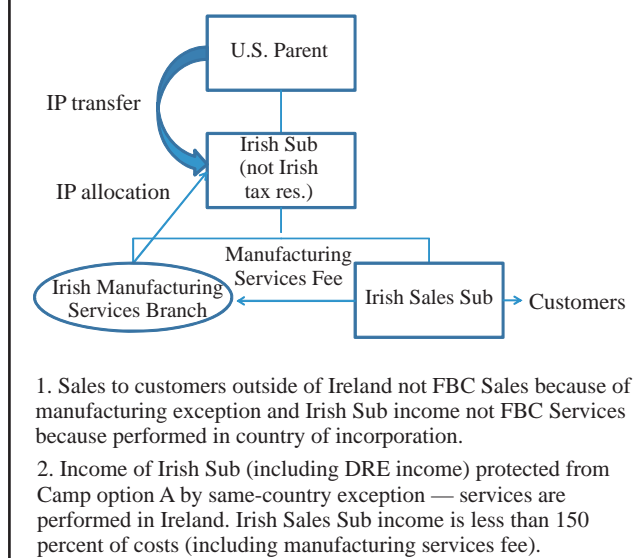 U.S. Parent
IP transfer
Irish Sub
(not Irish
tax res.)
IP allocation
Manufacturing
Services Fee
Irish Manufacturing
Services Branch
Irish Sales Sub
Customers
1. Sales to customers outside of Ireland not FBC Sales because of
manufacturing exception and Irish Sub income not FBC Services
because performed in country of incorporation.
2. Income of Irish Sub (including DRE income) protected from
Camp option A by same-country exception — services are
performed in Ireland. Irish Sales Sub income is less than 150
percent of costs (including manufacturing services fee).